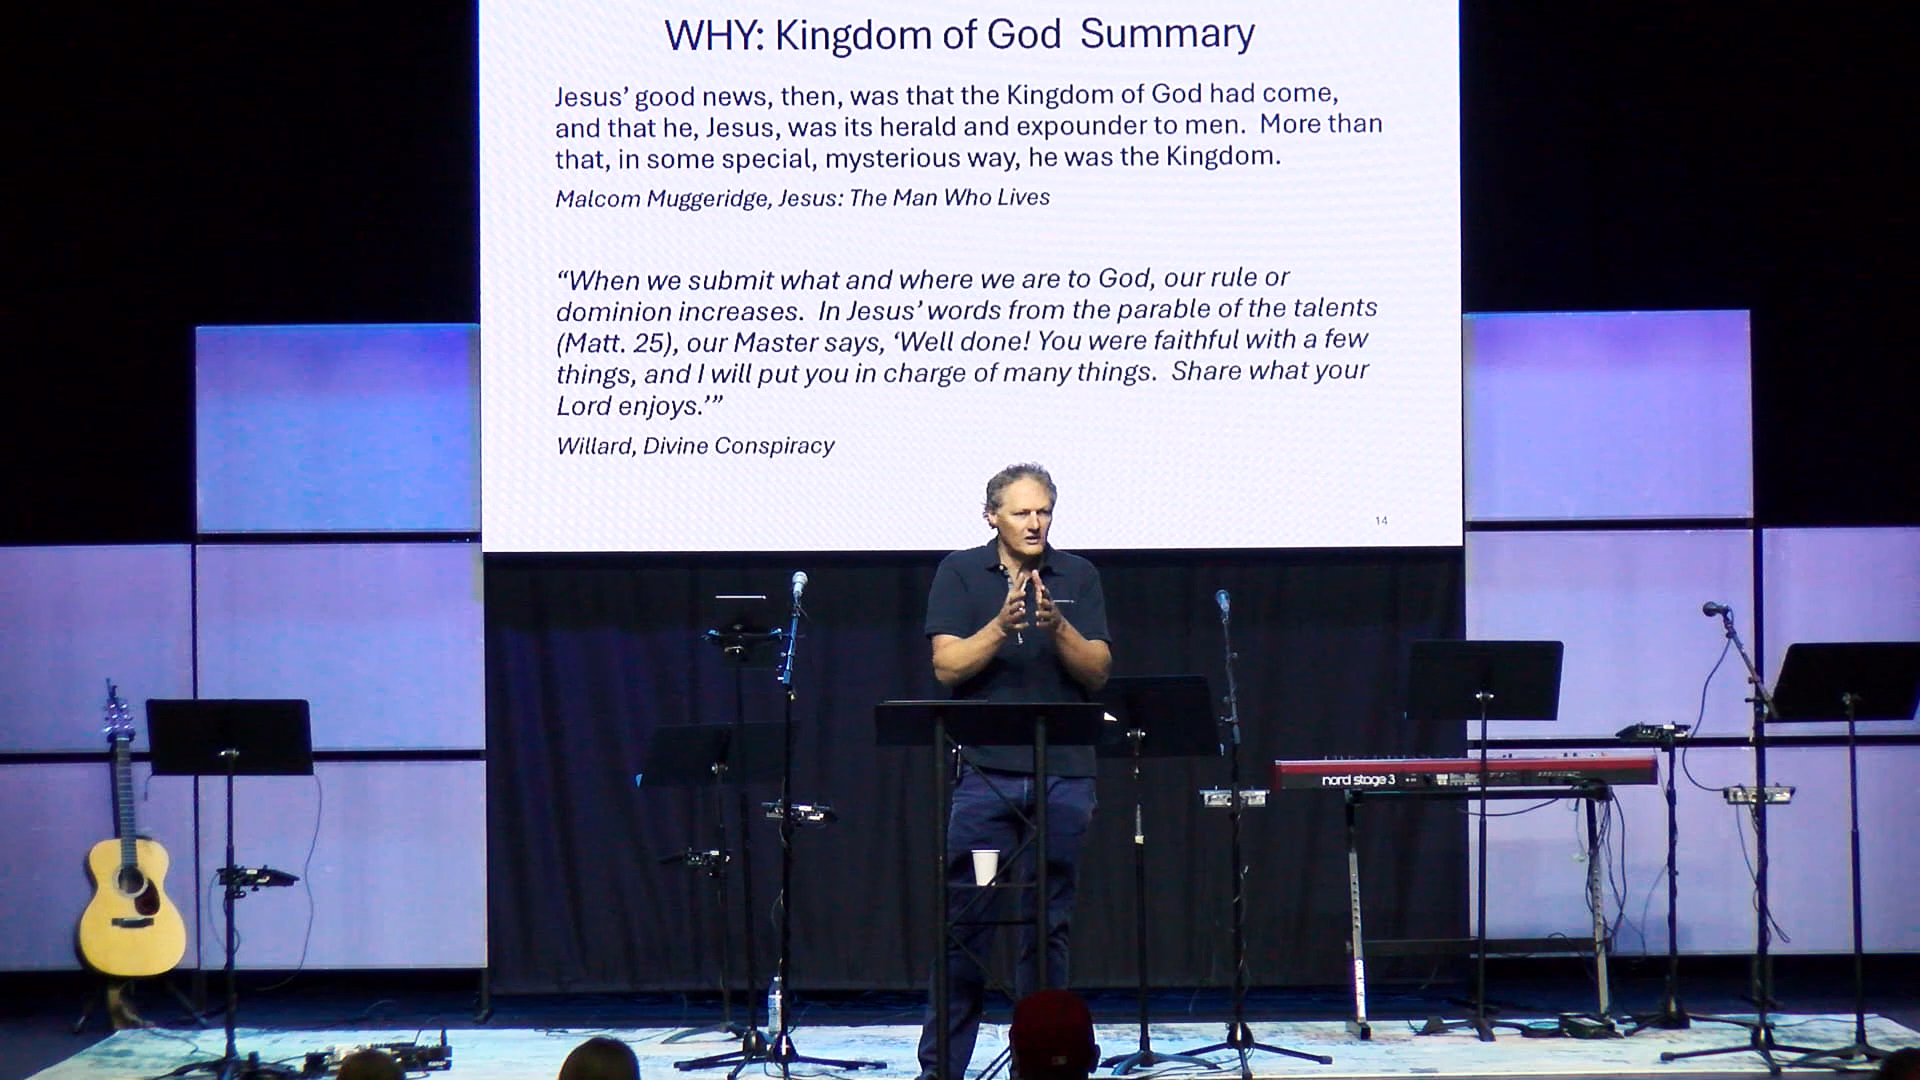 WHY: Kingdom of God Summary
Jesus’ good news, then, was that the Kingdom of God had come,
and that he, Jesus, was its herald and expounder to men. More than
that, in some special, mysterious way, he was the Kingdom.
Malcom Muggeridge, Jesus: The Man Who Lives
“When we submit what and where we are to God, our rule or
dominion increases. In Jesus’ words from the parable of the talents
(Matt. 25), our Master says, ‘Well done! You were faithful with a few
things, and I will put you in charge of many things. Share what your
Lord enjoys.’”
Willard, Divine Conspiracy
14
nord stage 3